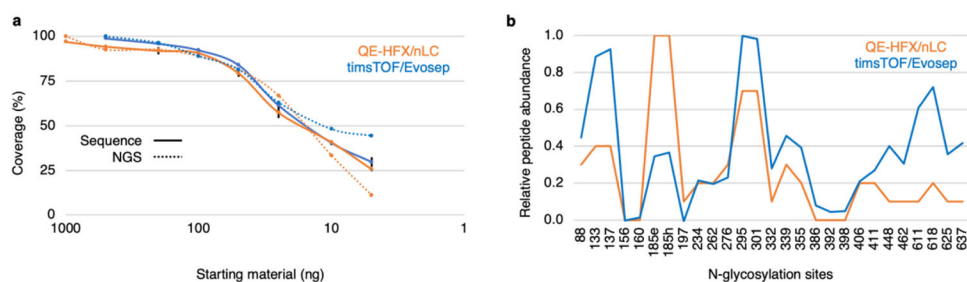 a
100
75
50
25
0
Coverage (%)
QE-HFX/nLC
timsTOF/Evosep
Sequence
NGS
1000
100
10
1
Starting material (ng)
b
1.0
0.8
0.6
0.4
0.2
0.0
Relative peptide abundance
QE-HFX/nLC
timsTOF/Evosep
88
133
137
156
160
185e
185h
197
234
262
276
295
301
332
339
355
386
392
398
406
411
448
462
611
618
625
637
N-glycosylation sites